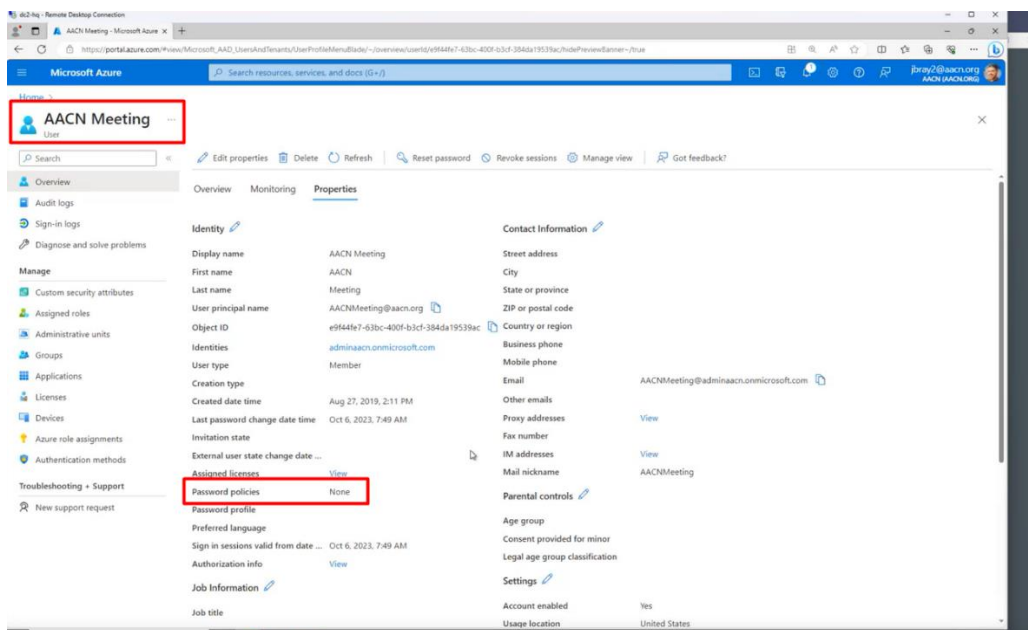 dc2-hq - Remote Desktop Connection
AACN Meeting - Microsoft Azure
https://portal.azure.com/#view/Microsoft_AAD_UsersAndTenants/UserProfileMenuBlade/~/overview/userId/e9f44fe7-63bc-400f-b3cf-384da19539ac/hidePreviewBanner~/true
Microsoft Azure
Search resources, services, and docs (G+/)
jbray2@aacn.org
AACN (AACN.ORG)
Home >
AACN Meeting ...
User
Search
Edit properties Delete Refresh Reset password Revoke sessions Manage view Got feedback?
Overview
Audit logs
Sign-in logs
Diagnose and solve problems
Manage
Custom security attributes
Assigned roles
Administrative units
Groups
Applications
Licenses
Devices
Azure role assignments
Authentication methods
Troubleshooting + Support
New support request
Overview Monitoring Properties
Identity
Display name AACN Meeting
First name AACN
Last name Meeting
User principal name AACNMeeting@aacn.org
Object ID e9f44fe7-63bc-400f-b3cf-384da19539ac
Identities adminaacn.onmicrosoft.com
User type Member
Creation type
Created date time Aug 27, 2019, 2:11 PM
Last password change date time Oct 6, 2023, 7:49 AM
Invitation state
External user state change date ...
Assigned licenses View
Password policies None
Password profile
Preferred language
Sign in sessions valid from date ... Oct 6, 2023, 7:49 AM
Authorization info View
Job Information
Job title
Contact Information
Street address
City
State or province
ZIP or postal code
Country or region
Business phone
Mobile phone
Email AACNMeeting@adminaacn.onmicrosoft.com
Other emails
Proxy addresses View
Fax number
IM addresses View
Mail nickname AACNMeeting
Parental controls
Age group
Consent provided for minor
Legal age group classification
Settings
Account enabled Yes
Usage location United States